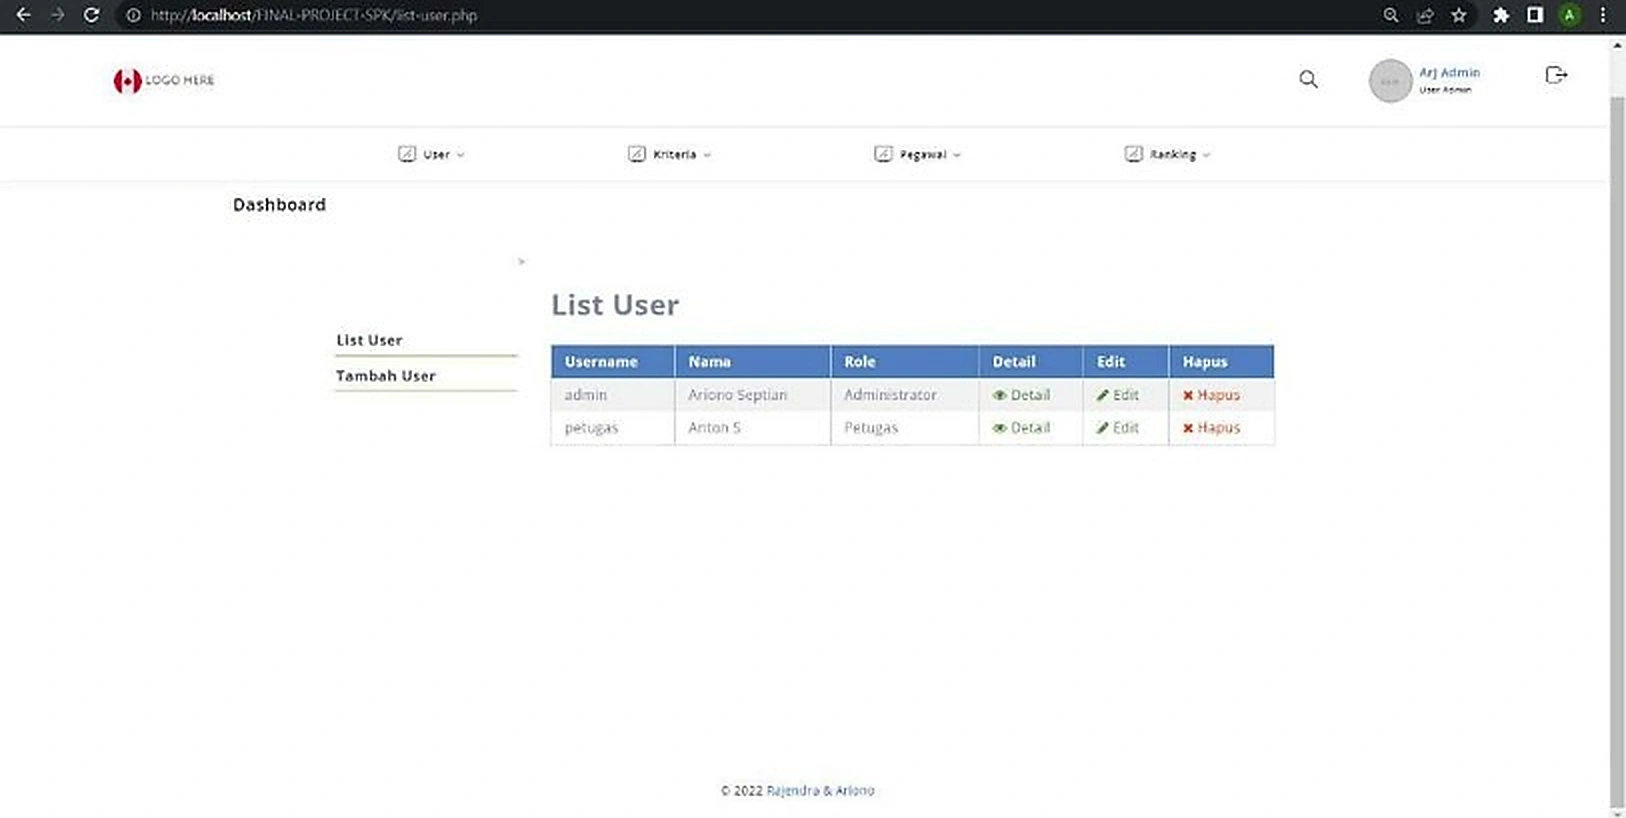 http://localhost/FINAL-PROJECT-SPK/list-user.php
A
LOGO HERE
Arj Admin
User Admin
User
Kriteria
Pegawai
Ranking
Dashboard
>
List User
List User
Tambah User
Username Nama Role Detail Edit Hapus
admin Ariono Septian Administrator Detail Edit Hapus
petugas Anton S Petugas Detail Edit Hapus
© 2022 Rajendra & Ariono